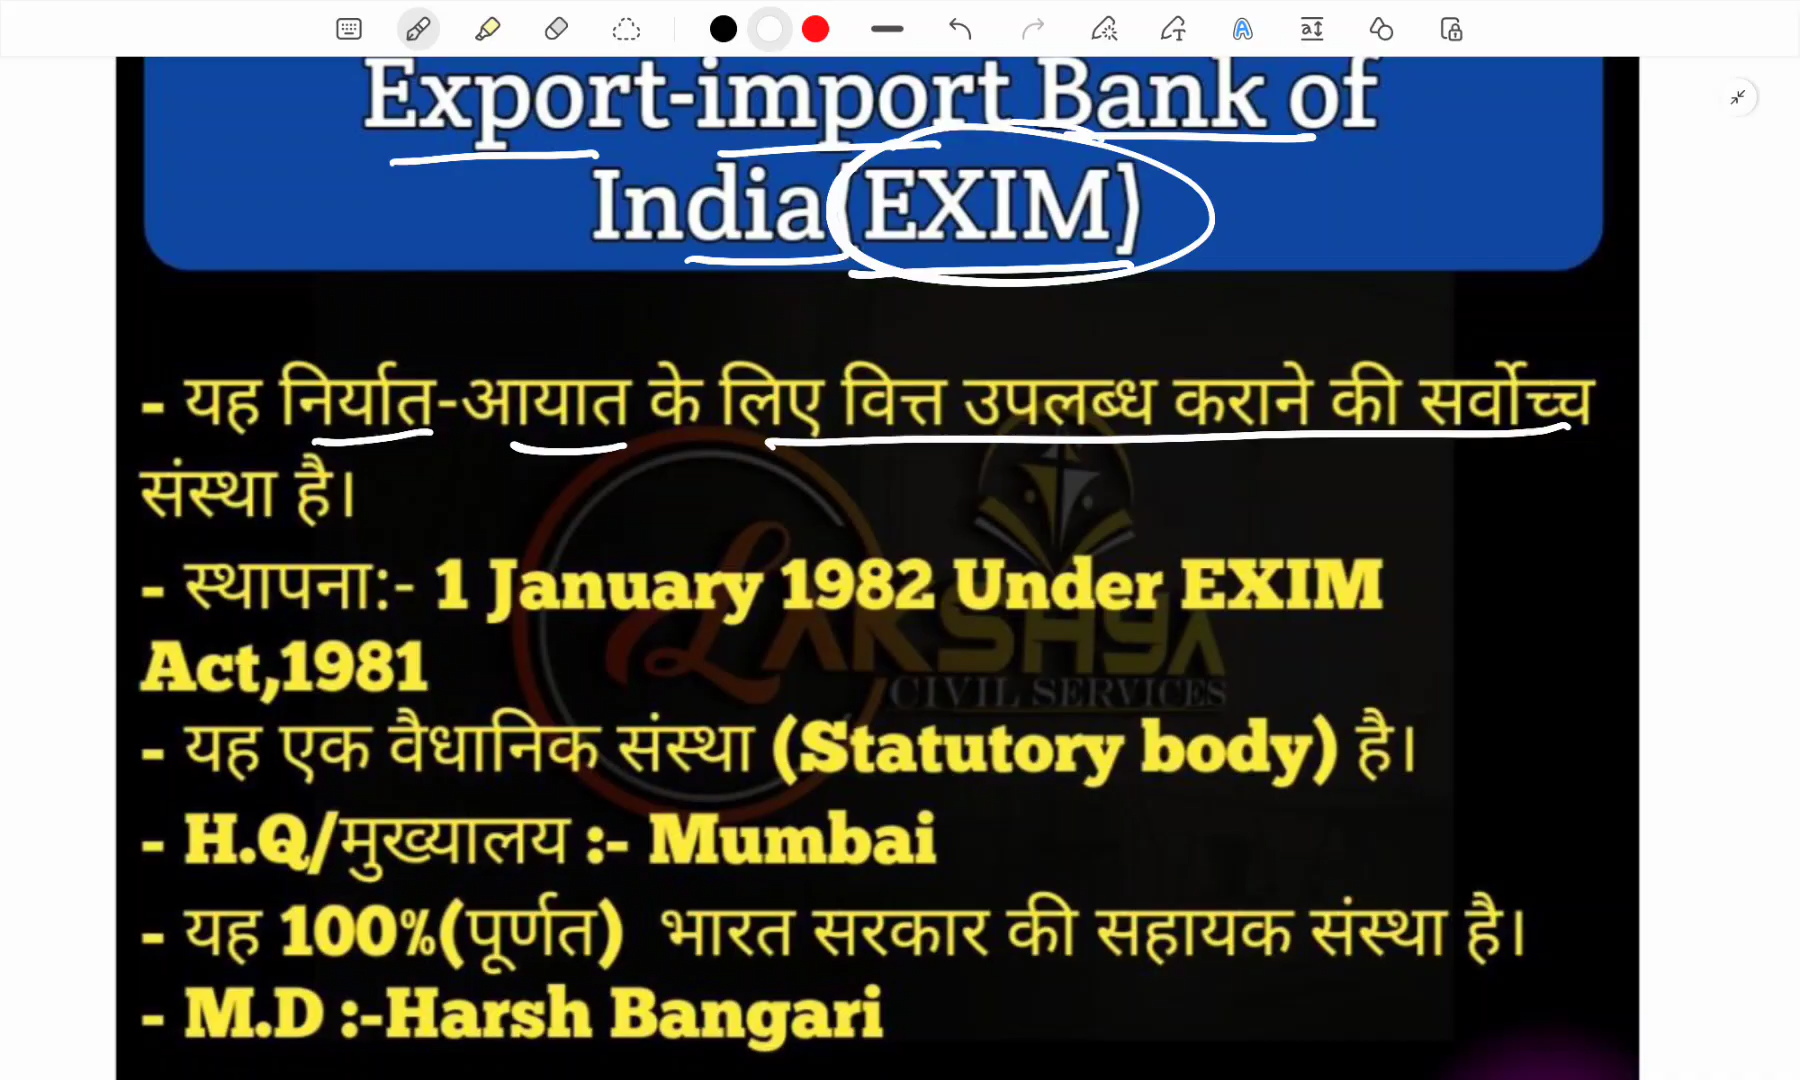 Export-import Bank of
India(EXIM)
- यह निर्यात-आयात के लिए वित्त उपलब्ध कराने की सर्वोच्च
संस्था है।
- स्थापना:- 1 January 1982 Under EXIM
Act,1981
- यह एक वैधानिक संस्था (Statutory body) है।
- H.Q/मुख्यालय :- Mumbai
- यह 100%(पूर्णत) भारत सरकार की सहायक संस्था है।
- M.D :-Harsh Bangari
LAKSHYA
CIVIL SERVICES